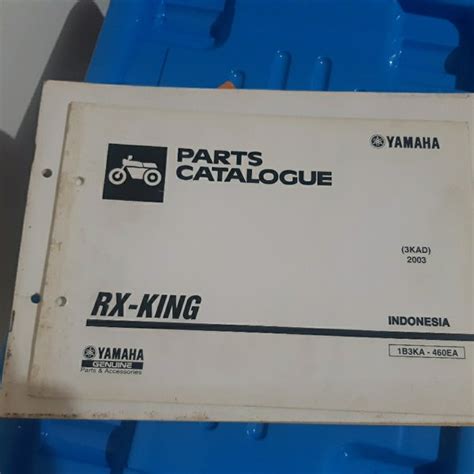 YAMAHA
PARTS
CATALOGUE
(3KAD)
2003
RX-KING
INDONESIA
1B3KA - 460EA
YAMAHA
GENUINE
Parts & Accessories